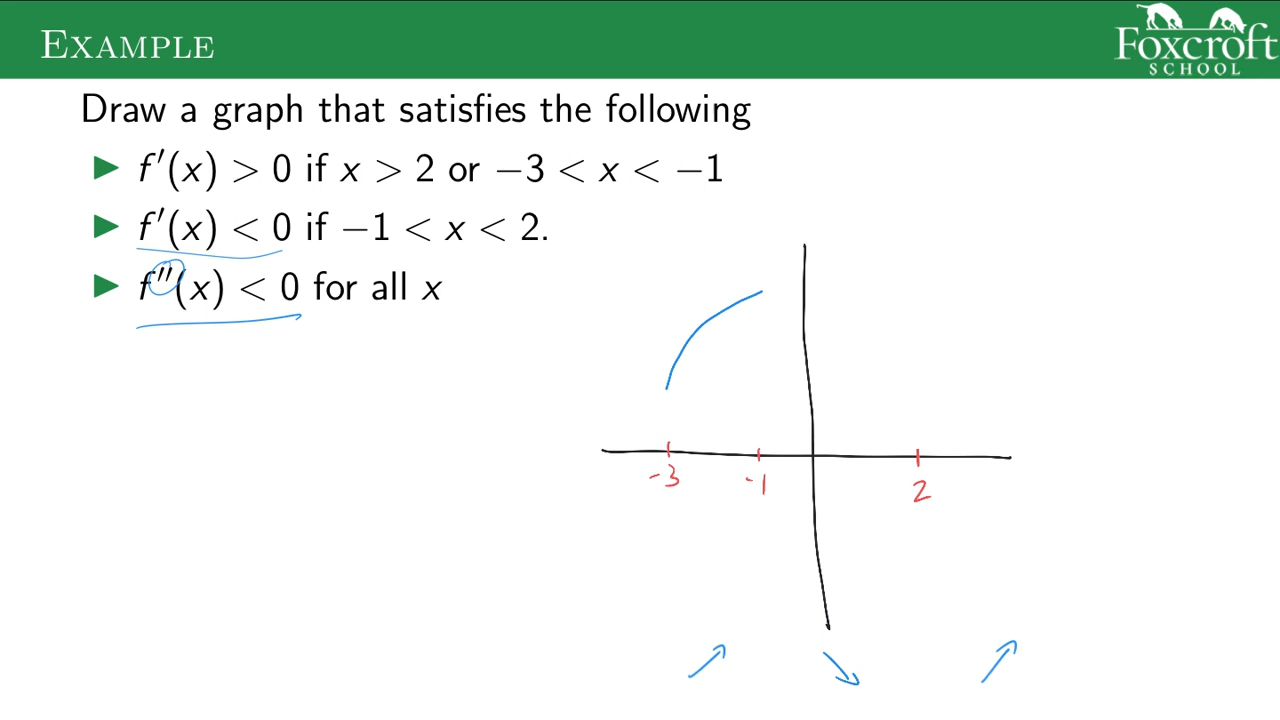 EXAMPLE
Foxcroft
SCHOOL
Draw a graph that satisfies the following
▶ f′(x) > 0 if x > 2 or −3 < x < −1
▶ f′(x) < 0 if −1 < x < 2.
▶ f″(x) < 0 for all x
-3 -1 2